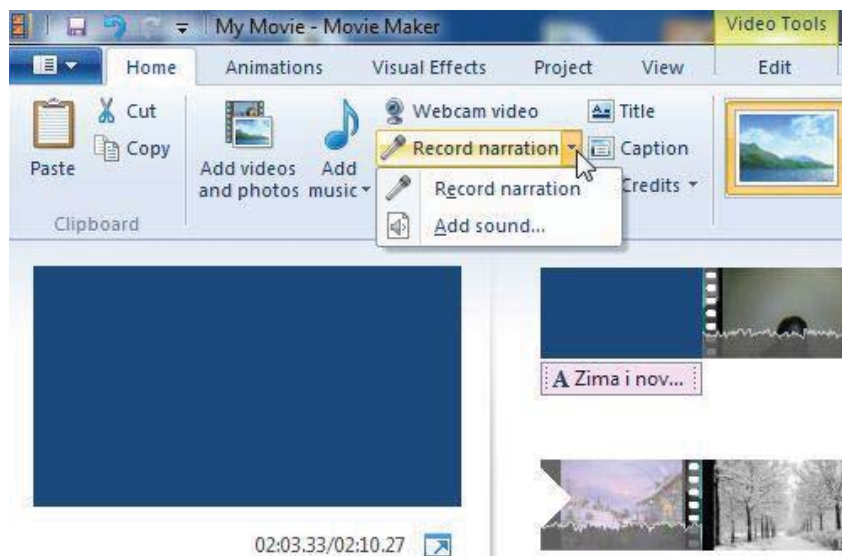 My Movie - Movie Maker
Video Tools
Home Animations Visual Effects Project View Edit
Cut
Copy
Paste
Clipboard
Add videos
and photos
Add
music
Webcam video
Record narration
Record narration
Add sound...
Title
Caption
Credits
A Zima i nov...
02:03.33/02:10.27